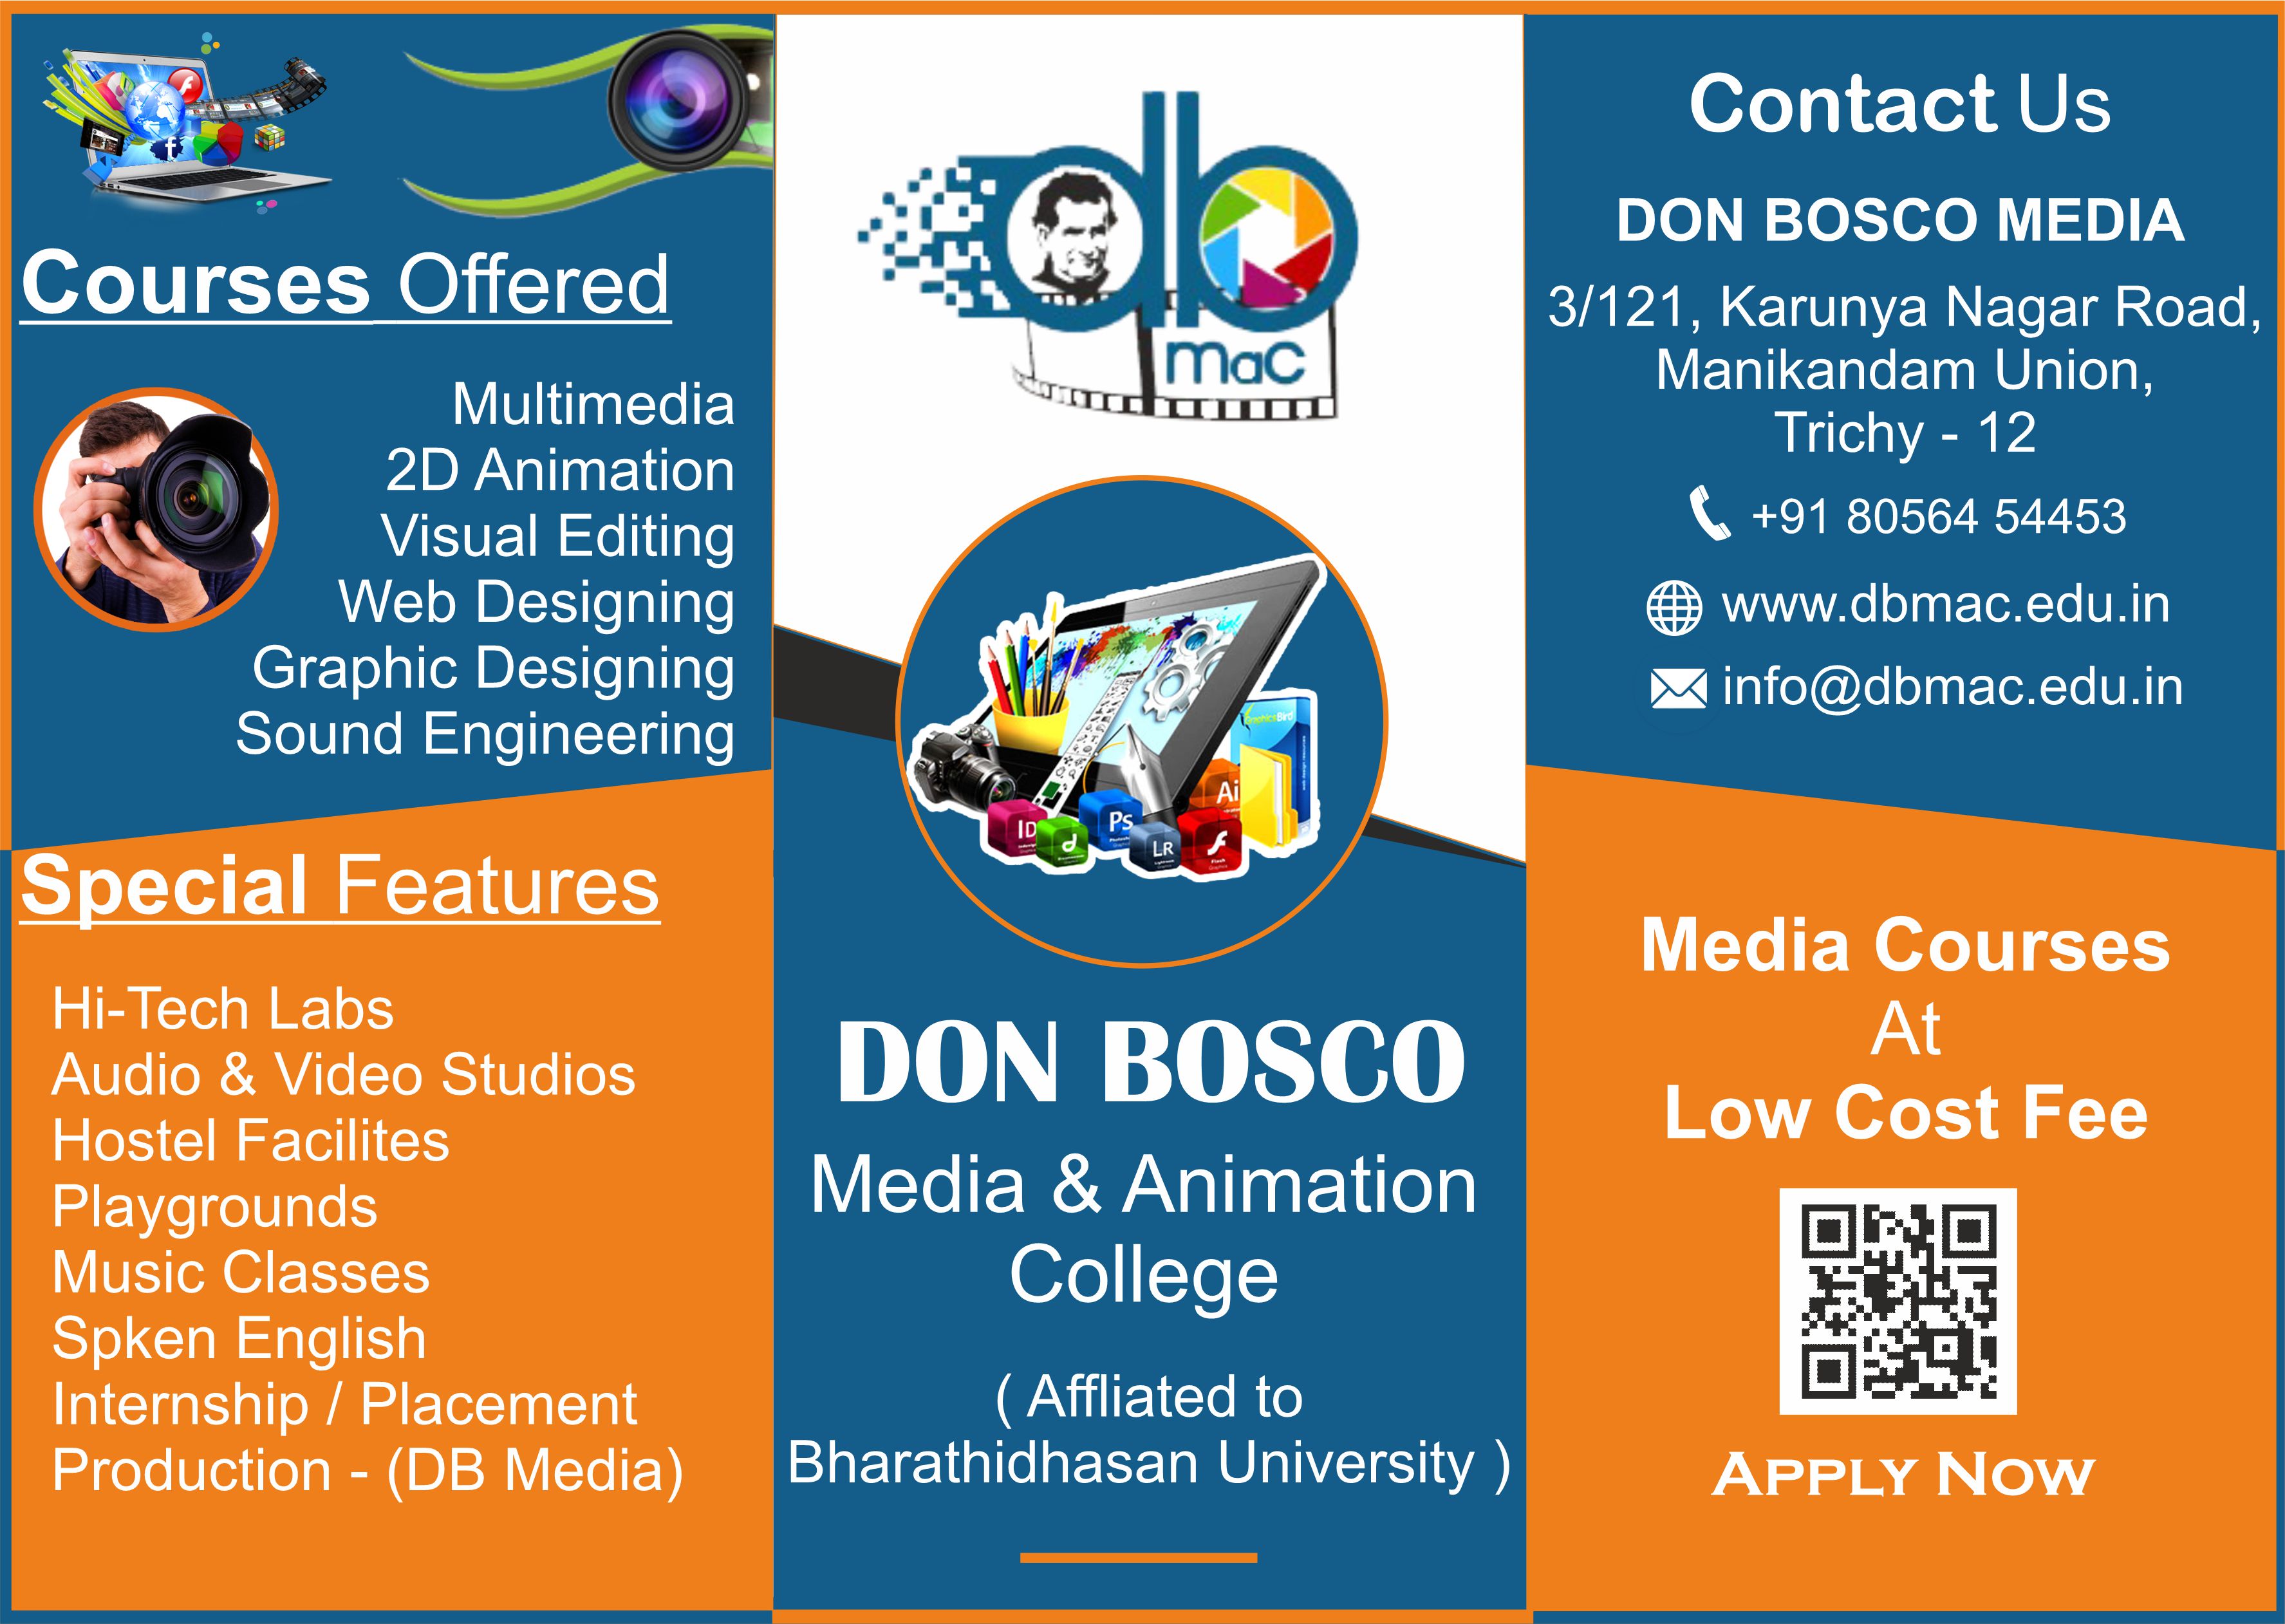 Courses Offered
Multimedia
2D Animation
Visual Editing
Web Designing
Graphic Designing
Sound Engineering
Special Features
Hi-Tech Labs
Audio & Video Studios
Hostel Facilites
Playgrounds
Music Classes
Spken English
Internship / Placement
Production - (DB Media)
db
mac
GraphicsBird
Ai
Ps
ID
d
LR
f
Flash
DON BOSCO
Media & Animation
College
( Affliated to
Bharathidhasan University )
Contact Us
DON BOSCO MEDIA
3/121, Karunya Nagar Road,
Manikandam Union,
Trichy - 12
+91 80564 54453
www.dbmac.edu.in
info@dbmac.edu.in
Media Courses
At
Low Cost Fee
APPLY NOW